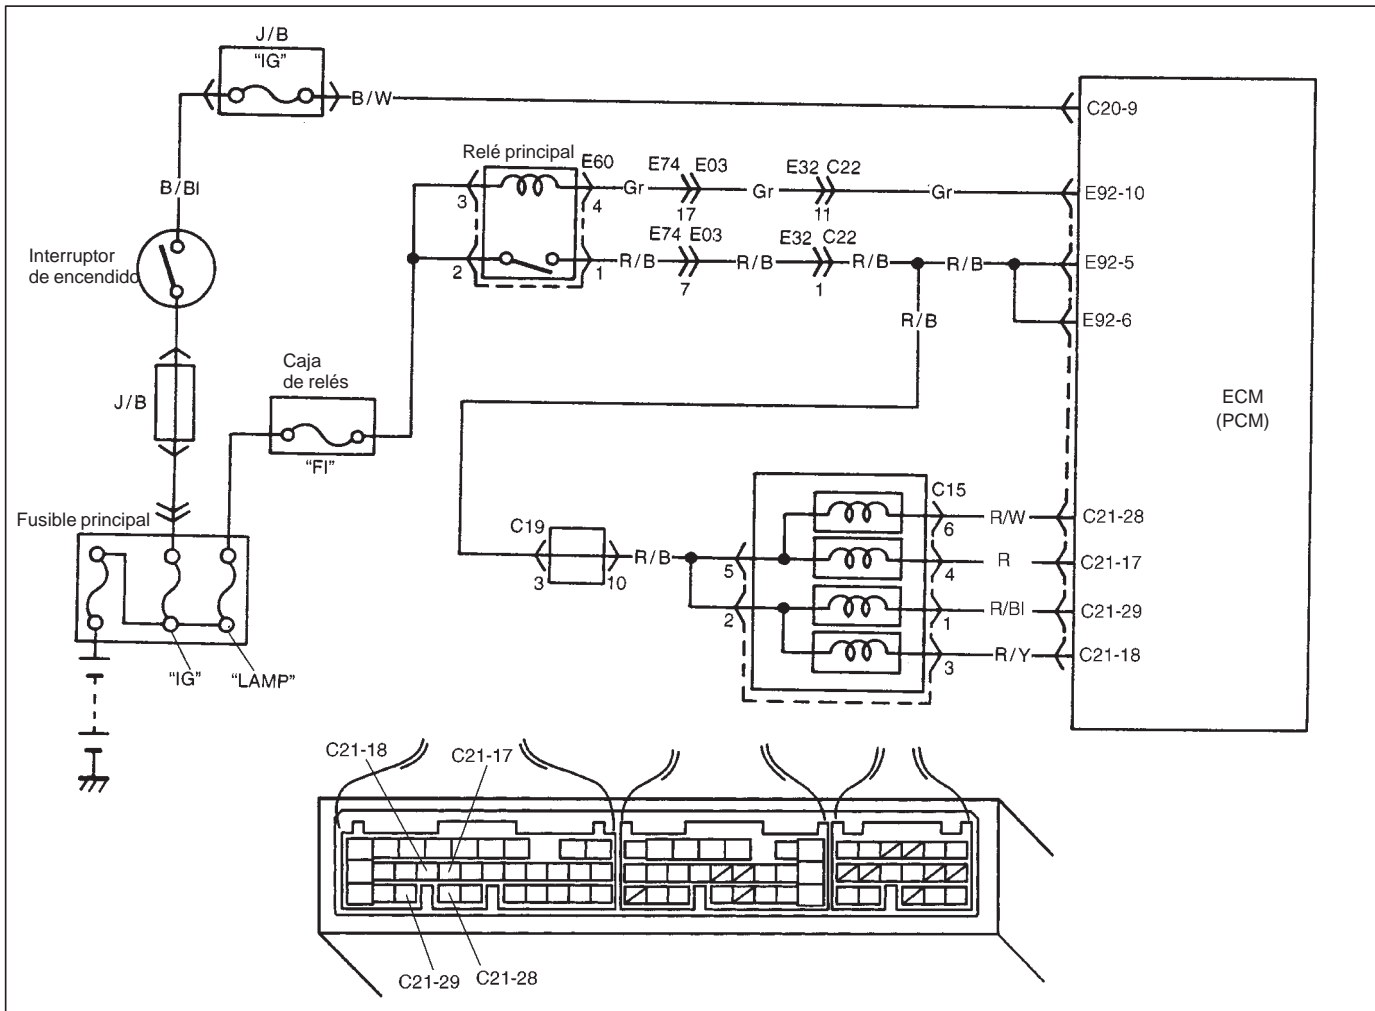 J/B
“IG”
B/W
C20-9
Relé principal
E60
E74 E03
E32 C22
B/Bl
3
4
Gr
17
Gr
11
Gr
E92-10
Interruptor
de encendido
E74 E03
E32 C22
2
1
R/B
7
R/B
1
R/B
R/B
E92-5
R/B
E92-6
Caja
de relés
J/B
“FI”
ECM
(PCM)
Fusible principal
C19
3
10
R/B
C15
5
2
6
R/W
C21-28
4
R
C21-17
1
R/Bl
C21-29
3
R/Y
C21-18
“IG”
“LAMP”
C21-18
C21-17
C21-29
C21-28